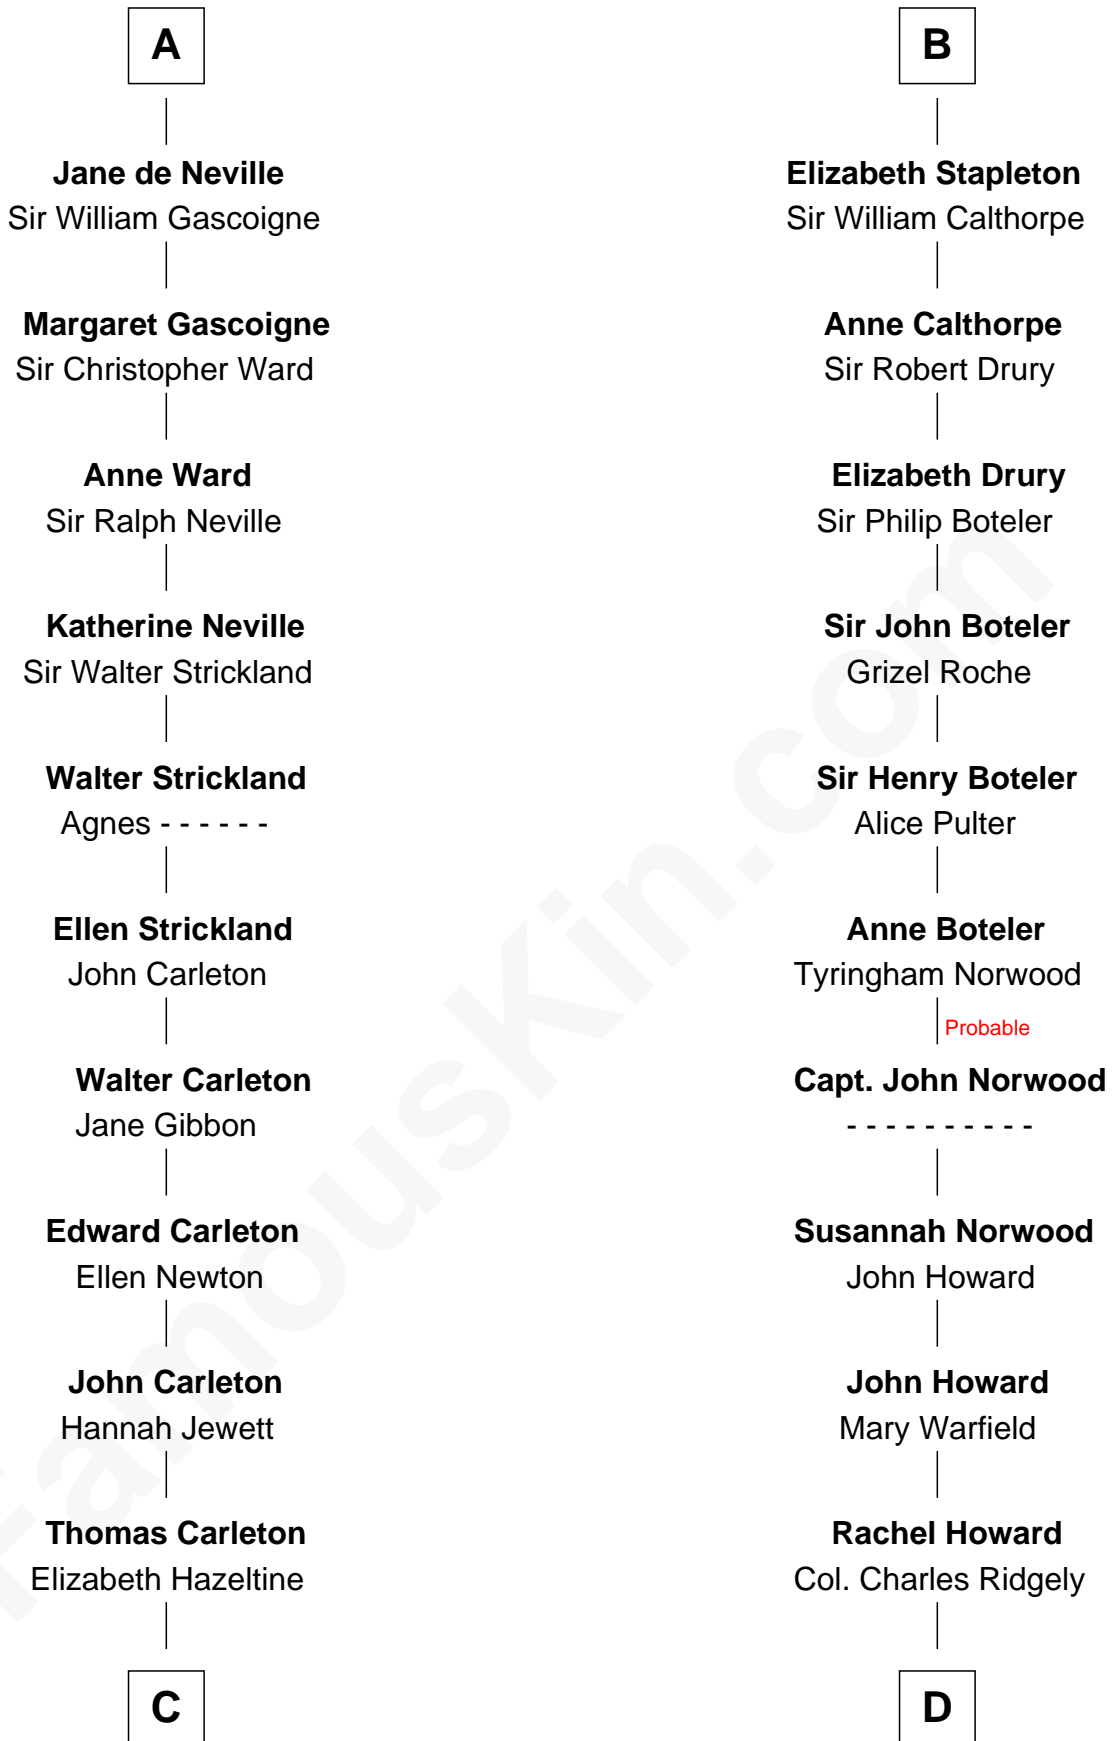 A
Jane de Neville
Sir William Gascoigne
Margaret Gascoigne
Sir Christopher Ward
Anne Ward
Sir Ralph Neville
Katherine Neville
Sir Walter Strickland
Walter Strickland
Agnes - - - - - -
Ellen Strickland
John Carleton
Walter Carleton
Jane Gibbon
Edward Carleton
Ellen Newton
John Carleton
Hannah Jewett
Thomas Carleton
Elizabeth Hazeltine
C
B
Elizabeth Stapleton
Sir William Calthorpe
Anne Calthorpe
Sir Robert Drury
Elizabeth Drury
Sir Philip Boteler
Sir John Boteler
Grizel Roche
Sir Henry Boteler
Alice Pulter
Anne Boteler
Tyringham Norwood
Probable
Capt. John Norwood
- - - - - - - - - -
Susannah Norwood
John Howard
John Howard
Mary Warfield
Rachel Howard
Col. Charles Ridgely
D
FamousKin.com